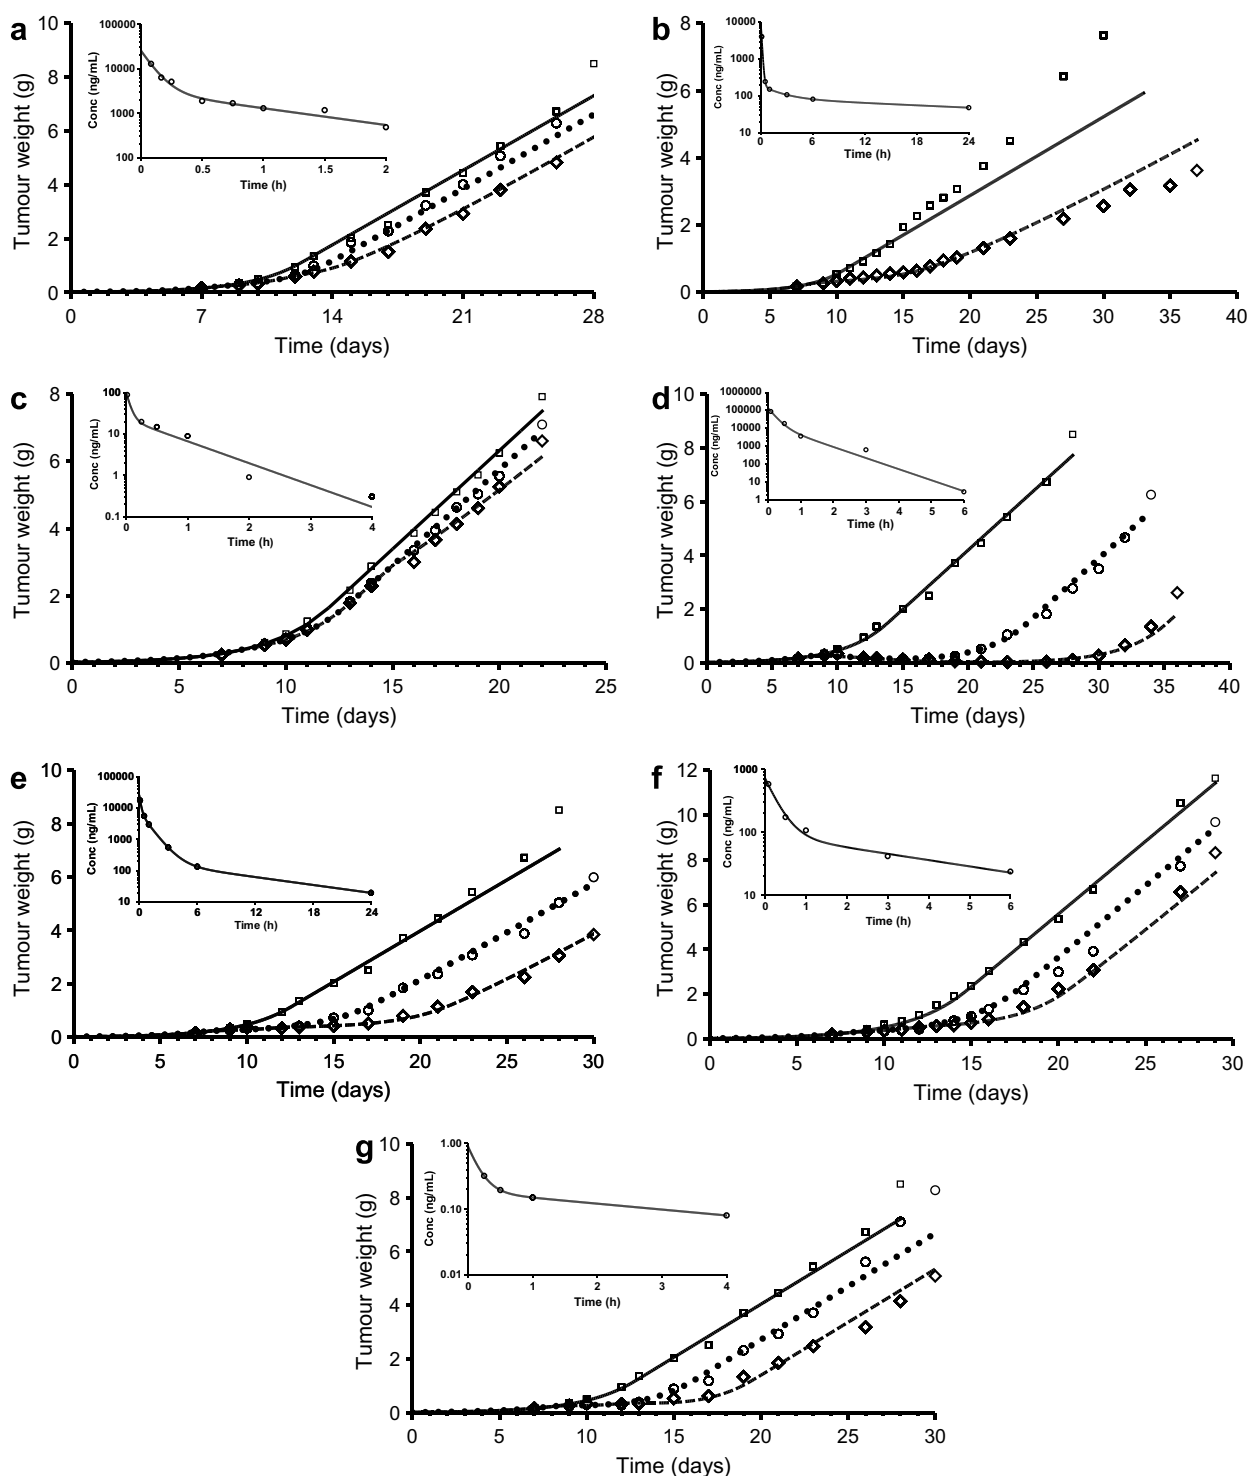 a
10
8
6
4
2
0
Tumour weight (g)
0 7 14 21 28
Time (days)
100000
10000
1000
100
Conc (ng/mL)
0 0.5 1 1.5 2
Time (h)
b
8
6
4
2
0
Tumour weight (g)
0 5 10 15 20 25 30 35 40
Time (days)
10000
1000
100
10
Conc (ng/mL)
0 6 12 18 24
Time (h)
c
8
6
4
2
0
Tumour weight (g)
0 5 10 15 20 25
Time (days)
100
10
1
0.1
Conc (ng/mL)
0 1 2 3 4
Time (h)
d
10
8
6
4
2
0
Tumour weight (g)
0 5 10 15 20 25 30 35 40
Time (days)
1000000
100000
10000
1000
100
10
1
Conc (ng/mL)
0 1 2 3 4 5 6
Time (h)
e
10
8
6
4
2
0
Tumour weight (g)
0 5 10 15 20 25 30
Time (days)
100000
10000
1000
100
10
Conc (ng/mL)
0 6 12 18 24
Time (h)
f
12
10
8
6
4
2
0
Tumour weight (g)
0 5 10 15 20 25 30
Time (days)
1000
100
10
Conc (ng/mL)
0 1 2 3 4 5 6
Time (h)
g
10
8
6
4
2
0
Tumour weight (g)
0 5 10 15 20 25 30
Time (days)
1.00
0.10
0.01
Conc (ng/mL)
0 1 2 3 4
Time (h)